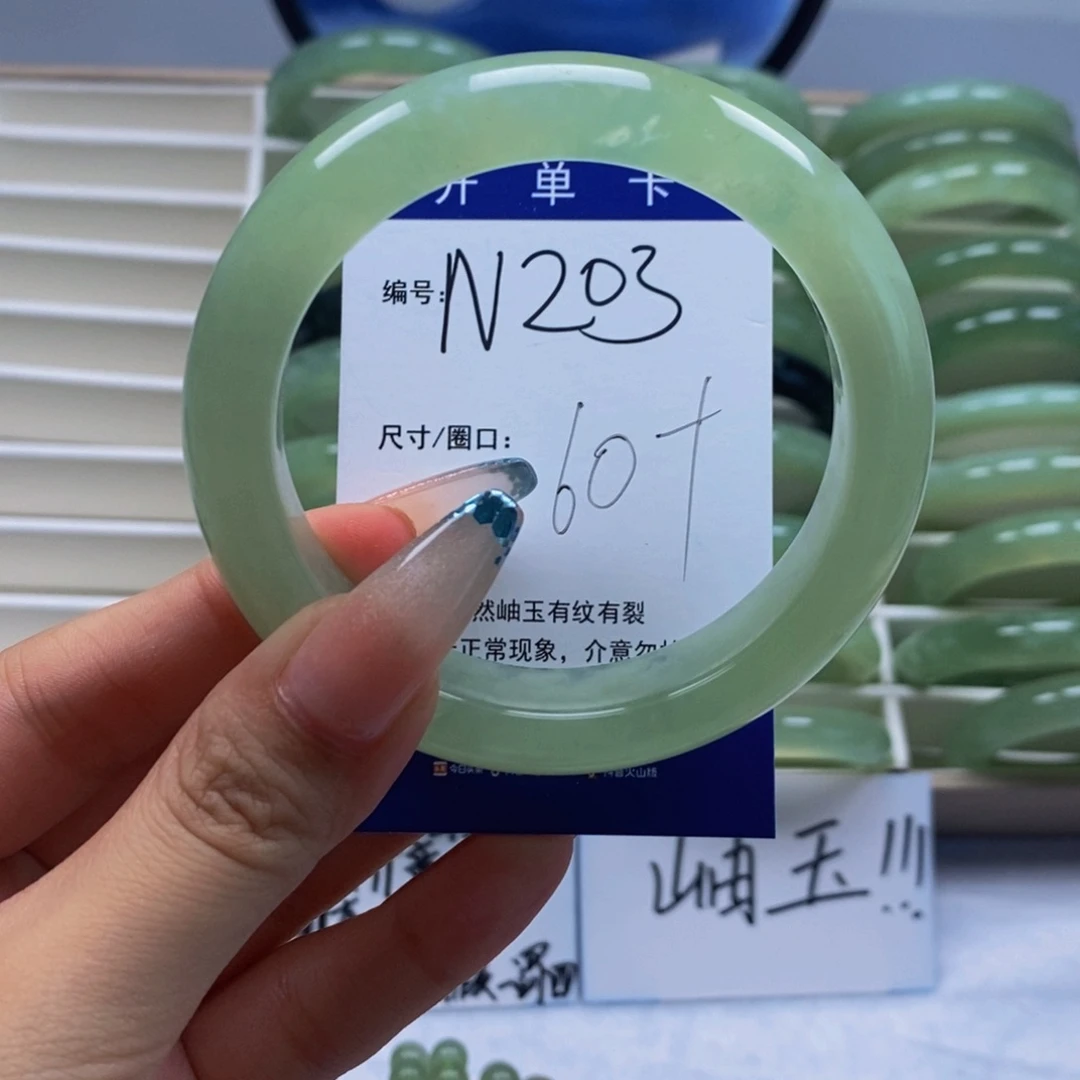 开单卡
编号: N203
尺寸/圈口: 60+
然岫玉有纹有裂
正常现象，介意勿
岫玉!!!